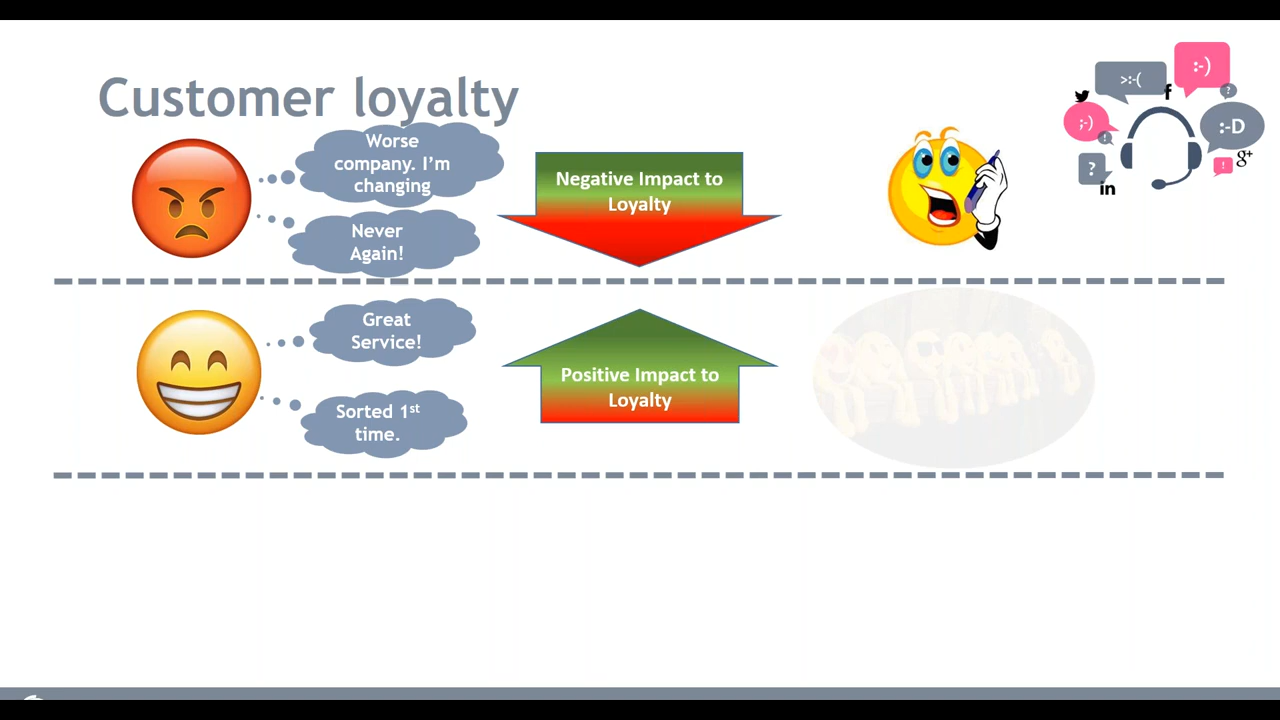 Customer loyalty
Worse
company. I'm
changing
Never
Again!
Negative Impact to
Loyalty
>:-(
:-)
?
f
;-)
!
:-D
?
!
g+
in
Great
Service!
Sorted 1st
time.
Positive Impact to
Loyalty